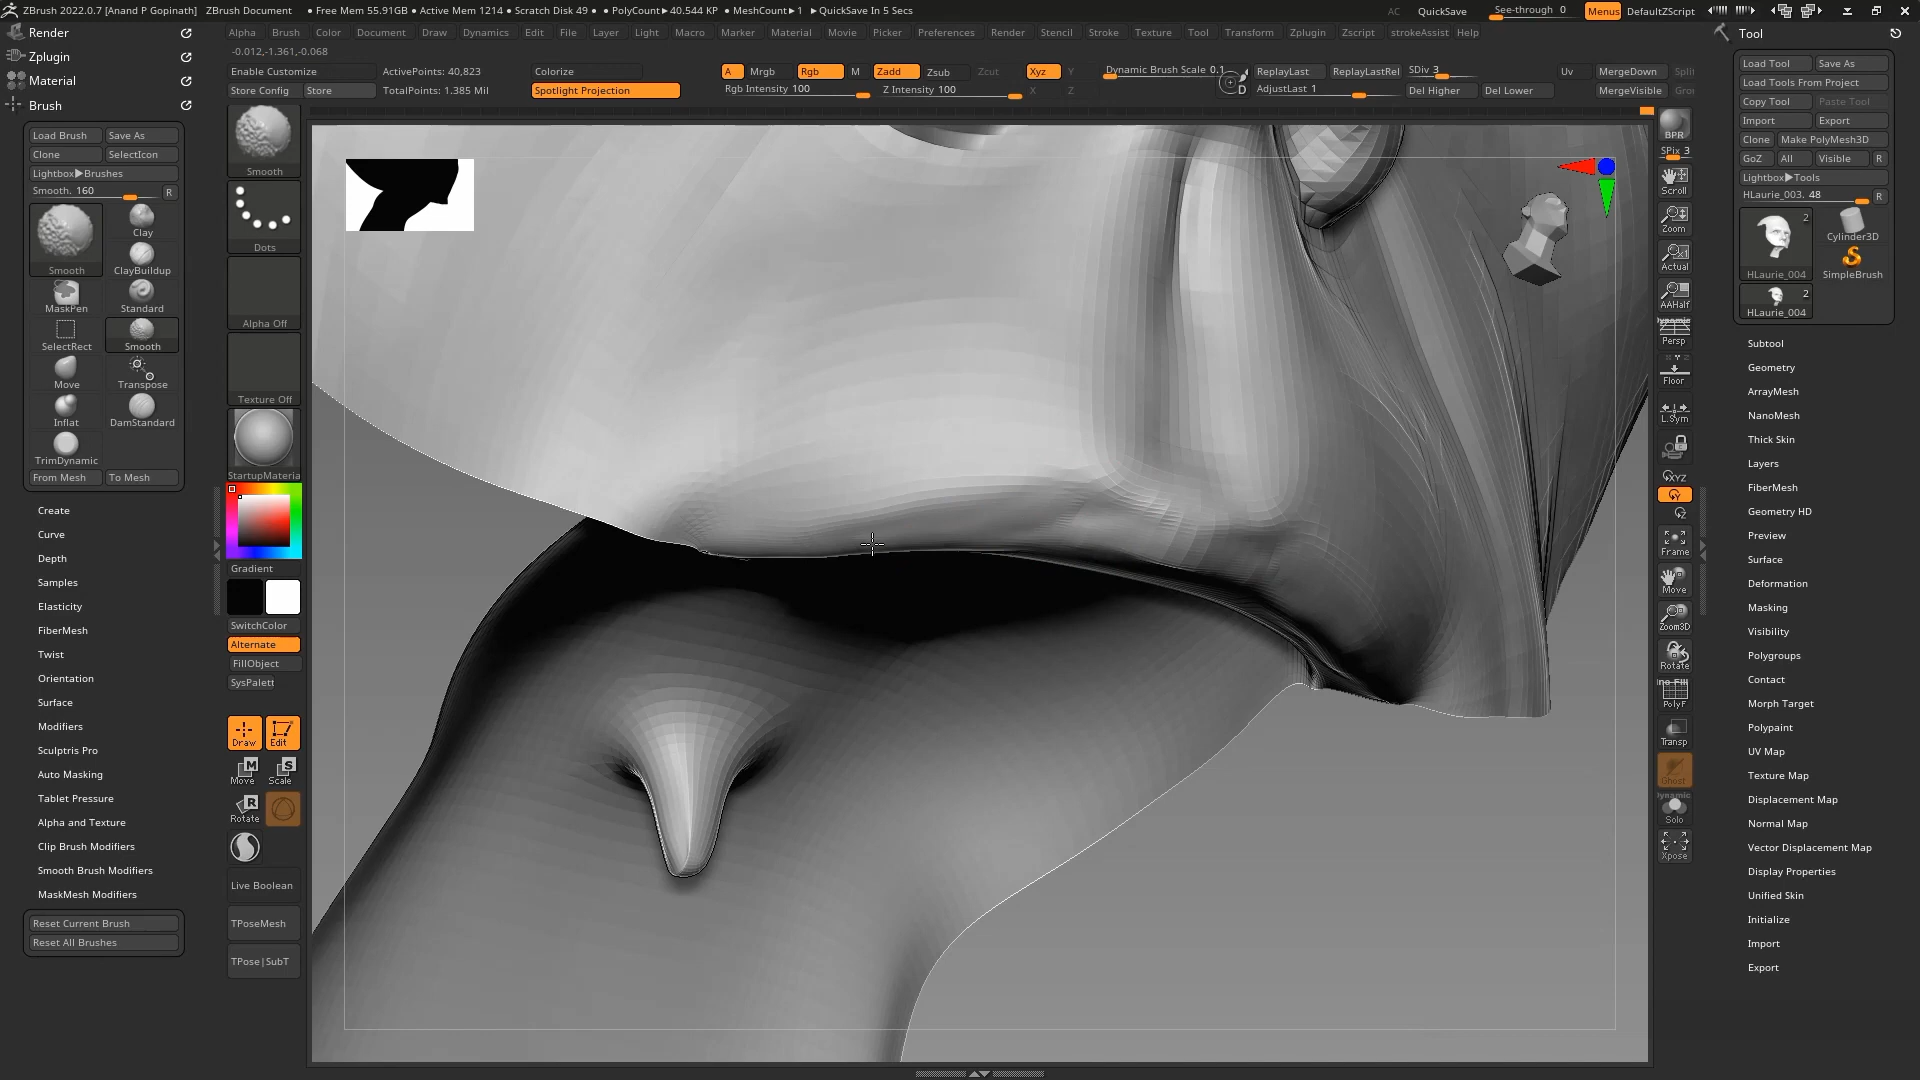 ZBrush 2022.0.7 [Anand P Gopinath] ZBrush Document • Free Mem 55.91GB • Active Mem 1214 • Scratch Disk 49 • • PolyCount▸40.544 KP • MeshCount▸1 ▸QuickSave In 5 Secs AC QuickSave See-through 0 Menus DefaultZScript
Render
Zplugin
Material
Brush
Alpha Brush Color Document Draw Dynamics Edit File Layer Light Macro Marker Material Movie Picker Preferences Render Stencil Stroke Texture Tool Transform Zplugin Zscript strokeAssist Help
-0.012,-1.361,-0.068
Enable Customize ActivePoints: 40,823 Colorize A Mrgb Rgb M Zadd Zsub Zcut Xyz Y Dynamic Brush Scale 0.1 ReplayLast ReplayLastRel SDiv 3 Uv MergeDown Split
Store Config Store TotalPoints: 1.385 Mil Spotlight Projection Rgb Intensity 100 Z Intensity 100 X Z D AdjustLast 1 Del Higher Del Lower MergeVisible
Load Brush Save As
Clone SelectIcon
Lightbox▸Brushes
Smooth. 160 R
Smooth
Clay
ClayBuildup
MaskPen
Standard
SelectRect
Smooth
Move
Transpose
Inflat
DamStandard
TrimDynamic
From Mesh To Mesh
Create
Curve
Depth
Samples
Elasticity
FiberMesh
Twist
Orientation
Surface
Modifiers
Sculptris Pro
Auto Masking
Tablet Pressure
Alpha and Texture
Clip Brush Modifiers
Smooth Brush Modifiers
MaskMesh Modifiers
Reset Current Brush
Reset All Brushes
Smooth
Dots
Alpha Off
Texture Off
StartupMateria
Gradient
SwitchColor
Alternate
FillObject
SysPalett
Draw Edit
M S
Move Scale
R
Rotate
Live Boolean
TPoseMesh
TPose|SubT
BPR
SPix 3
Scroll
Zoom
Actual
AAHalf
Dynamic
Persp
Floor
L.Sym
XYZ
Y
Z
Frame
Move
Zoom3D
Rotate
PolyF
Transp
Ghost
Dynamic
Solo
Xpose
Tool
Load Tool Save As
Load Tools From Project
Copy Tool Paste Tool
Import Export
Clone Make PolyMesh3D
GoZ All Visible R
Lightbox▸Tools
HLaurie_003. 48 R
2
HLaurie_004
Cylinder3D
SimpleBrush
2
HLaurie_004
Subtool
Geometry
ArrayMesh
NanoMesh
Thick Skin
Layers
FiberMesh
Geometry HD
Preview
Surface
Deformation
Masking
Visibility
Polygroups
Contact
Morph Target
Polypaint
UV Map
Texture Map
Displacement Map
Normal Map
Vector Displacement Map
Display Properties
Unified Skin
Initialize
Import
Export